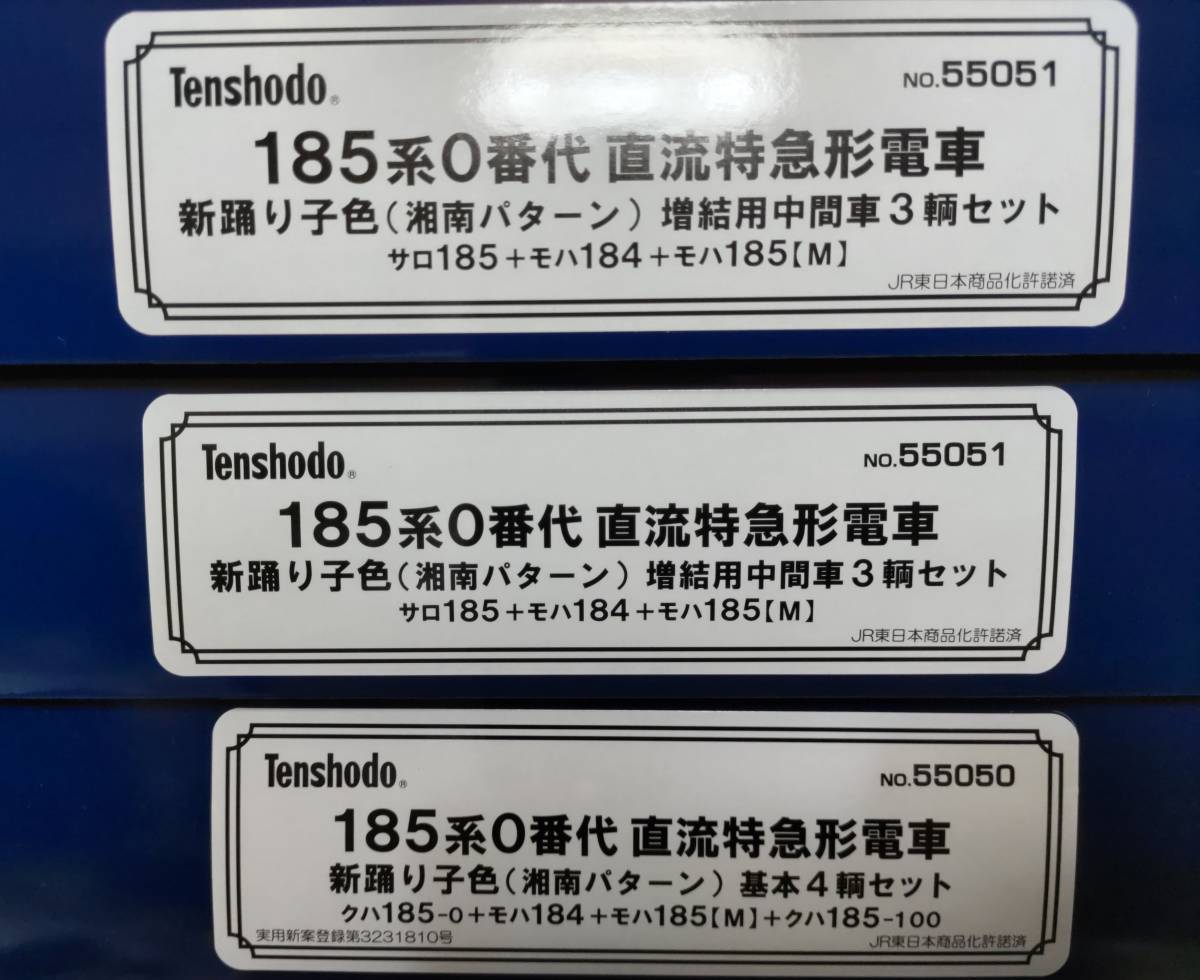 Tenshodo®
NO.55051
185系0番代 直流特急形電車
新踊り子色(湘南パターン) 増結用中間車3輌セット
サロ185+モハ184+モハ185【M】
JR東日本商品化許諾済
Tenshodo®
NO.55051
185系0番代 直流特急形電車
新踊り子色(湘南パターン) 増結用中間車3輌セット
サロ185+モハ184+モハ185【M】
JR東日本商品化許諾済
Tenshodo®
NO.55050
185系0番代 直流特急形電車
新踊り子色(湘南パターン) 基本4輌セット
クハ185-0+モハ184+モハ185【M】+クハ185-100
実用新案登録第3231810号
JR東日本商品化許諾済